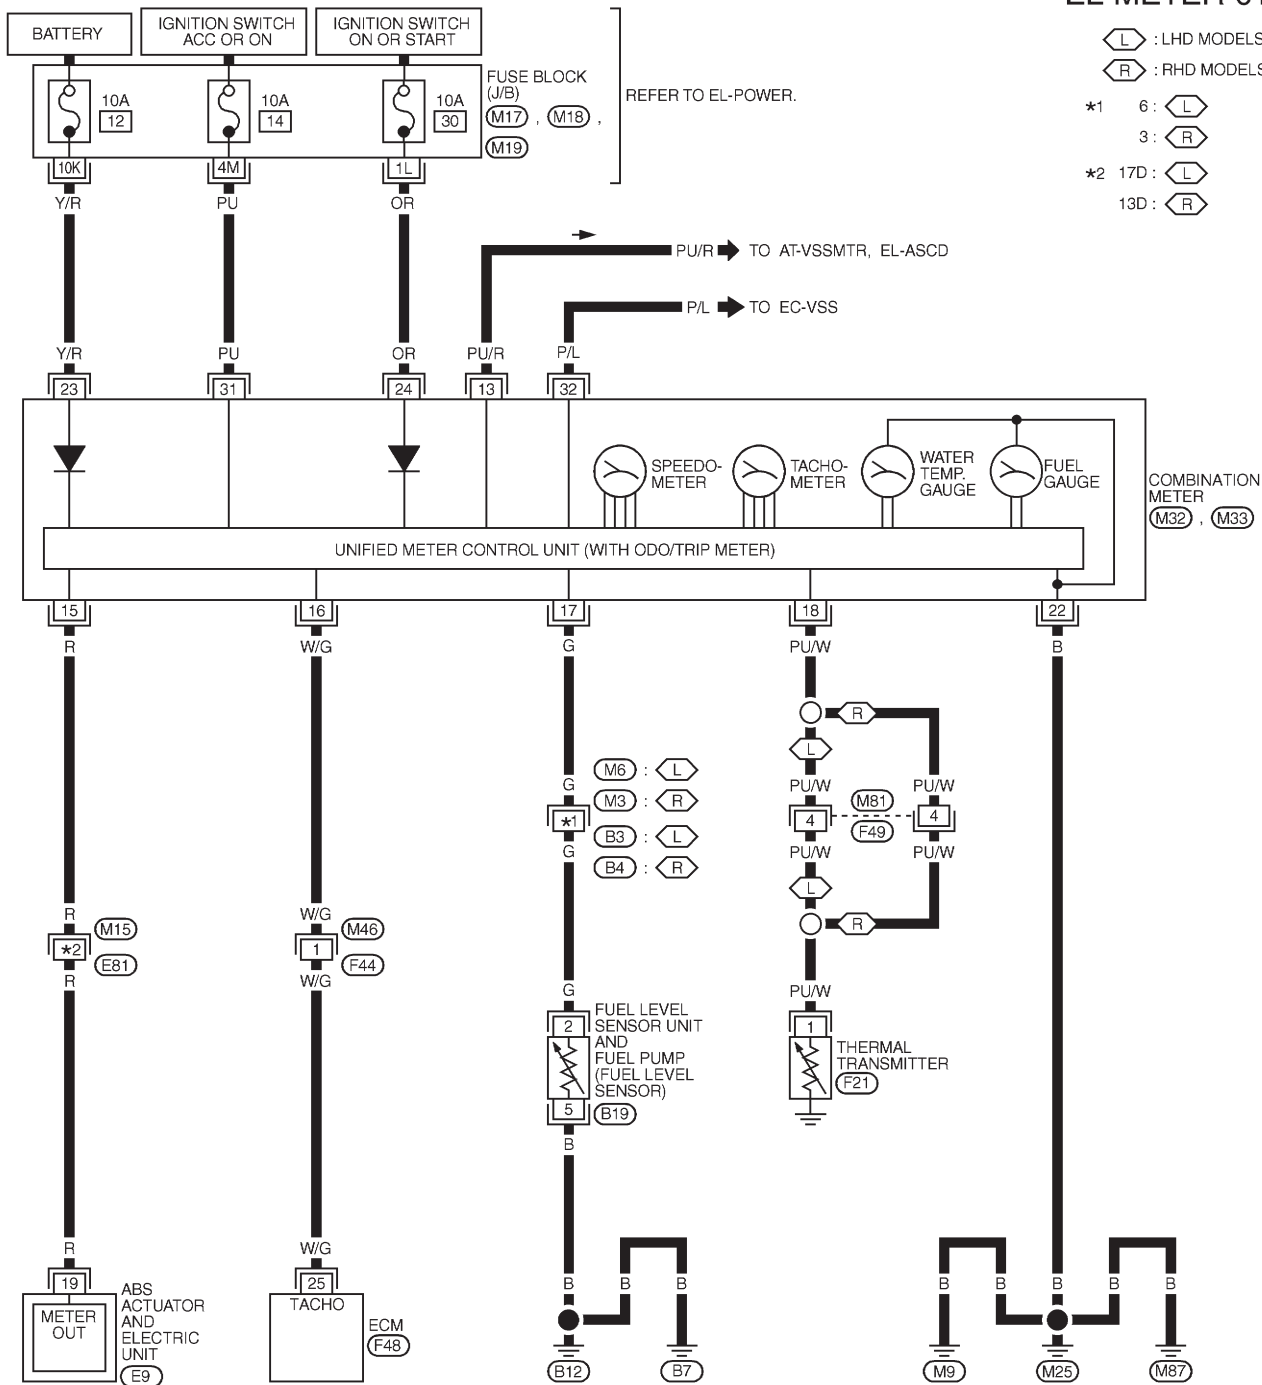 EL-METER-01
BATTERY
IGNITION SWITCH
ACC OR ON
IGNITION SWITCH
ON OR START
L : LHD MODELS
R : RHD MODELS
*1 6 : L
3 : R
*2 17D : L
13D : R
10A
12
10A
14
10A
30
FUSE BLOCK
(J/B)
M17 , M18 ,
M19
REFER TO EL-POWER.
10K
4M
1L
Y/R
PU
OR
PU/R
TO AT-VSSMTR, EL-ASCD
P/L
TO EC-VSS
Y/R
PU
OR
PU/R
P/L
23
31
24
13
32
SPEEDO-
METER
TACHO-
METER
WATER
TEMP.
GAUGE
FUEL
GAUGE
COMBINATION
METER
M32 , M33
UNIFIED METER CONTROL UNIT (WITH ODO/TRIP METER)
15
16
17
18
22
R
W/G
G
PU/W
B
R
L
G
M6 : L
M3 : R
B3 : L
B4 : R
*1
G
PU/W
PU/W
4
M81
F49
4
PU/W
PU/W
L
R
R
M15
*2
E81
R
W/G
M46
1
F44
W/G
G
2
FUEL LEVEL
SENSOR UNIT
AND
FUEL PUMP
(FUEL LEVEL
SENSOR)
5
B19
B
PU/W
1
THERMAL
TRANSMITTER
F21
R
19
METER
OUT
ABS
ACTUATOR
AND
ELECTRIC
UNIT
E9
W/G
25
TACHO
ECM
F48
B
B
B
B12
B7
B
B
B
B
B
M9
M25
M87